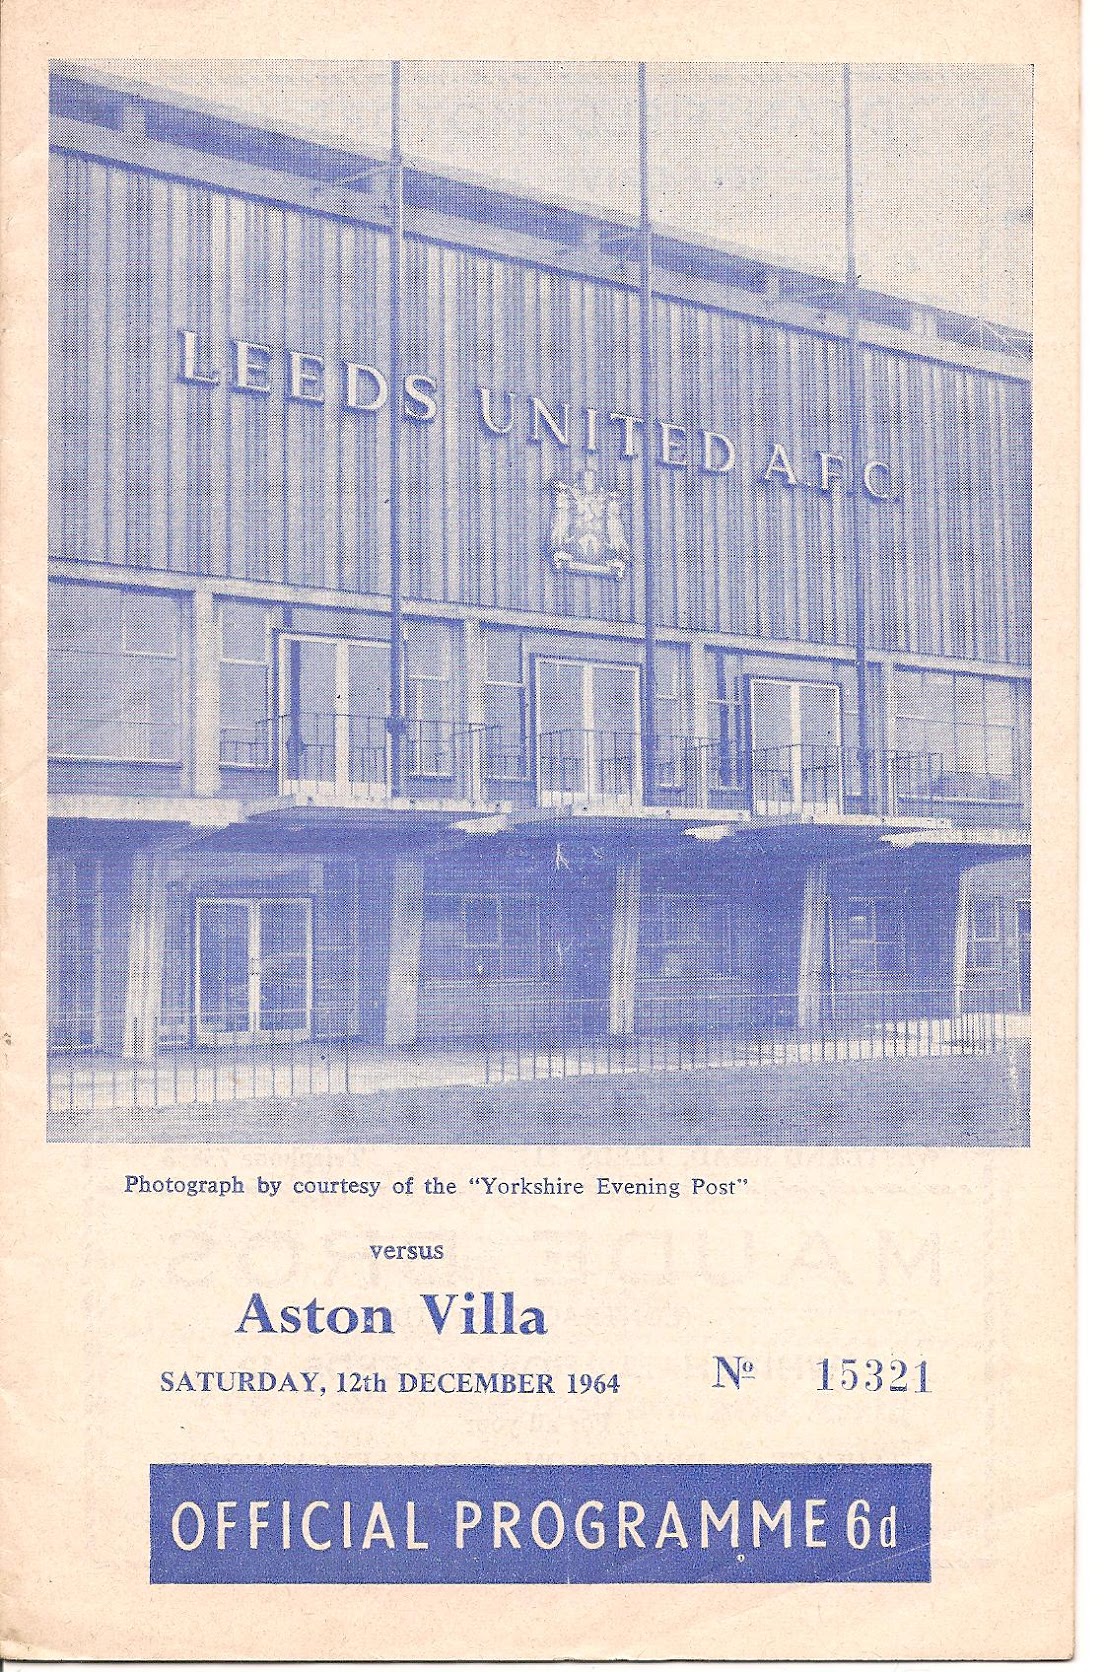 LEEDS UNITED A.F.C.
Photograph by courtesy of the "Yorkshire Evening Post"
versus
Aston Villa
SATURDAY, 12th DECEMBER 1964
Nº 15321
OFFICIAL PROGRAMME 6d